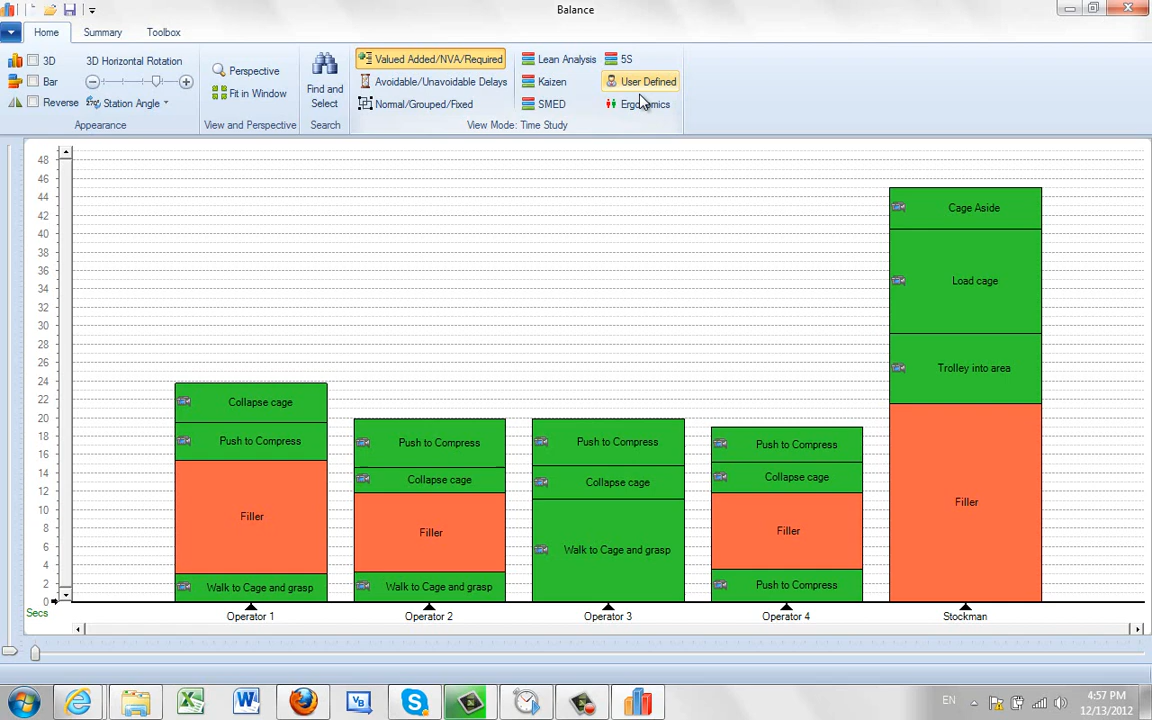 Balance
Home Summary Toolbox
3D 3D Horizontal Rotation
Bar
Reverse Station Angle
Appearance
Perspective
Fit in Window
View and Perspective
Find and
Select
Search
Valued Added/NVA/Required
Avoidable/Unavoidable Delays
Normal/Grouped/Fixed
Lean Analysis
Kaizen
SMED
5S
User Defined
Ergonomics
View Mode: Time Study
48
46
44
42
40
38
36
34
32
30
28
26
24
22
20
18
16
14
12
10
8
6
4
2
0
Secs
Collapse cage
Push to Compress
Filler
Walk to Cage and grasp
Operator 1
Push to Compress
Collapse cage
Filler
Walk to Cage and grasp
Operator 2
Push to Compress
Collapse cage
Walk to Cage and grasp
Operator 3
Push to Compress
Collapse cage
Filler
Push to Compress
Operator 4
Cage Aside
Load cage
Trolley into area
Filler
Stockman
EN
4:57 PM
12/13/2012